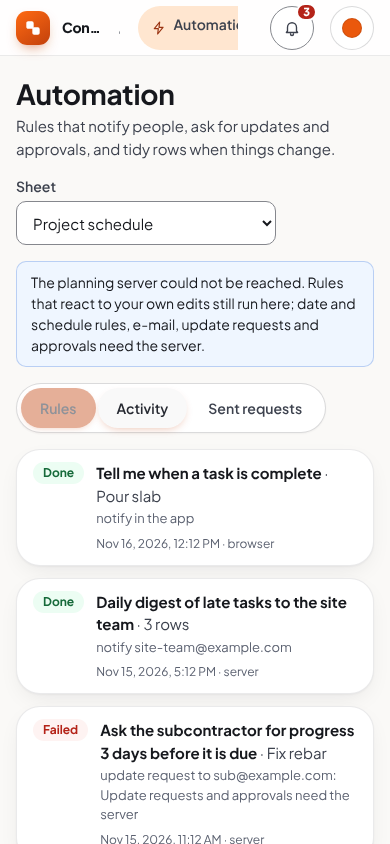 Con…
Automatic
3
Automation
Rules that notify people, ask for updates and
approvals, and tidy rows when things change.
Sheet
Project schedule
The planning server could not be reached. Rules
that react to your own edits still run here; date and
schedule rules, e-mail, update requests and
approvals need the server.
Rules Activity Sent requests
Done Tell me when a task is complete ·
Pour slab
notify in the app
Nov 16, 2026, 12:12 PM · browser
Done Daily digest of late tasks to the site
team · 3 rows
notify site-team@example.com
Nov 15, 2026, 5:12 PM · server
Failed Ask the subcontractor for progress
3 days before it is due · Fix rebar
update request to sub@example.com:
Update requests and approvals need the
server
Nov 15, 2026, 11:12 AM · server